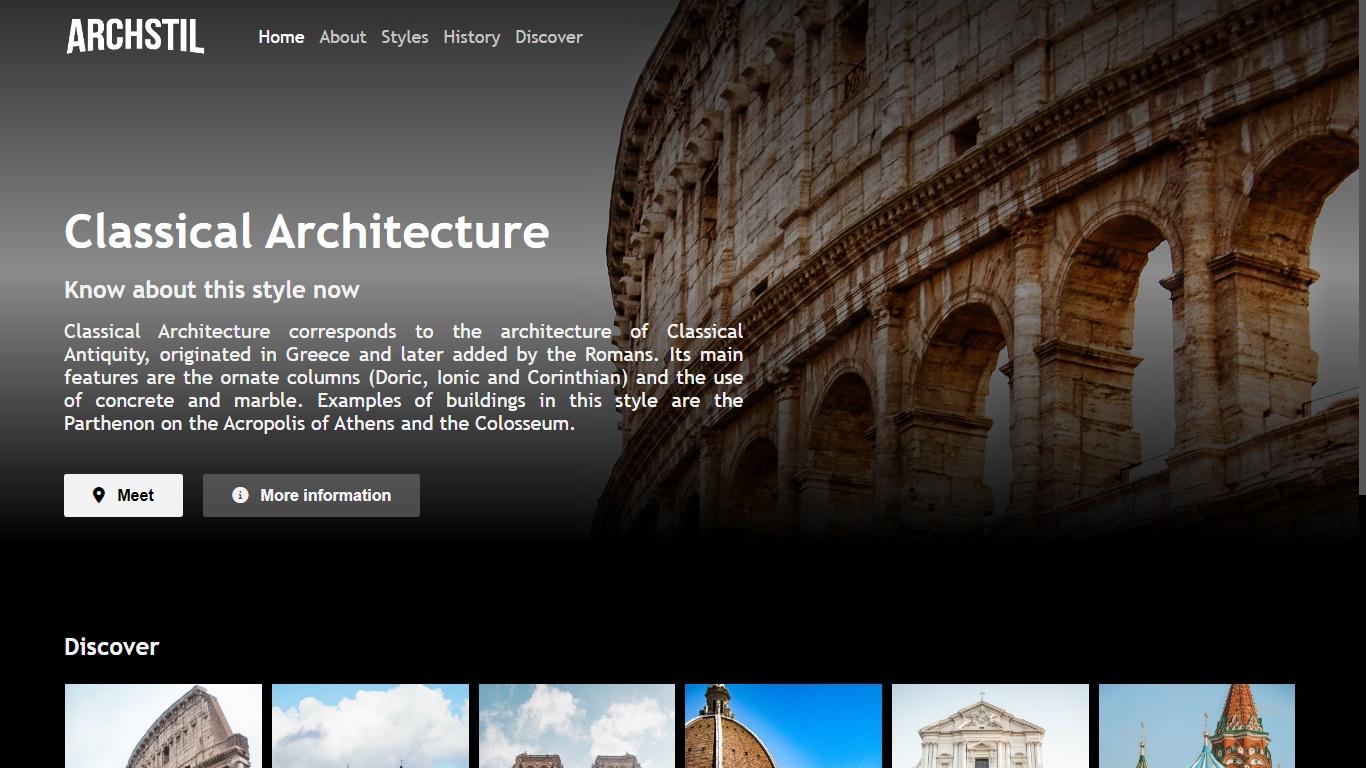 ARCHSTIL
Home About Styles History Discover
Classical Architecture
Know about this style now
Classical Architecture corresponds to the architecture of Classical
Antiquity, originated in Greece and later added by the Romans. Its main
features are the ornate columns (Doric, Ionic and Corinthian) and the use
of concrete and marble. Examples of buildings in this style are the
Parthenon on the Acropolis of Athens and the Colosseum.
Meet More information
Discover